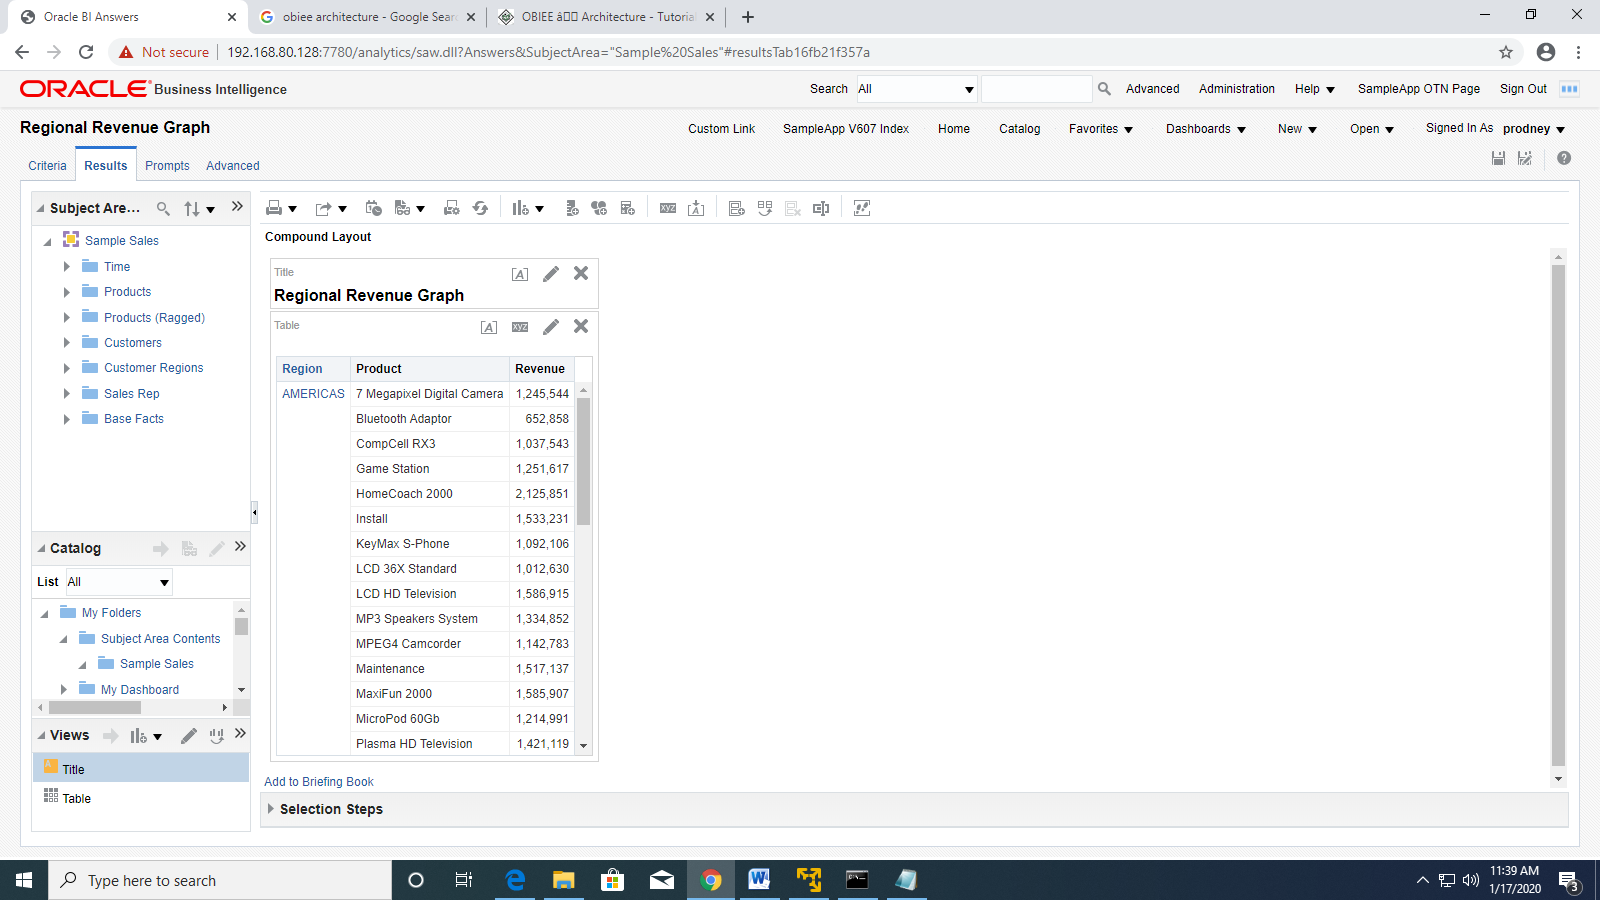 Oracle BI Answers
obiee architecture - Google Sear
OBIEE â Architecture - Tutoria
Not secure
192.168.80.128:7780/analytics/saw.dll?Answers&SubjectArea="Sample%20Sales"#resultsTab16fb21f357a
ORACLE Business Intelligence
Search All
Advanced Administration Help SampleApp OTN Page Sign Out
Regional Revenue Graph
Custom Link SampleApp V607 Index Home Catalog Favorites Dashboards New Open Signed In As prodney
Criteria Results Prompts Advanced
Subject Are...
Sample Sales
Time
Products
Products (Ragged)
Customers
Customer Regions
Sales Rep
Base Facts
Catalog
List All
My Folders
Subject Area Contents
Sample Sales
My Dashboard
Views
Title
Table
Compound Layout
Title
A
Regional Revenue Graph
Table
A xyz
Region Product Revenue
AMERICAS 7 Megapixel Digital Camera 1,245,544
Bluetooth Adaptor 652,858
CompCell RX3 1,037,543
Game Station 1,251,617
HomeCoach 2000 2,125,851
Install 1,533,231
KeyMax S-Phone 1,092,106
LCD 36X Standard 1,012,630
LCD HD Television 1,586,915
MP3 Speakers System 1,334,852
MPEG4 Camcorder 1,142,783
Maintenance 1,517,137
MaxiFun 2000 1,585,907
MicroPod 60Gb 1,214,991
Plasma HD Television 1,421,119
Add to Briefing Book
Selection Steps
Type here to search
11:39 AM
1/17/2020
3